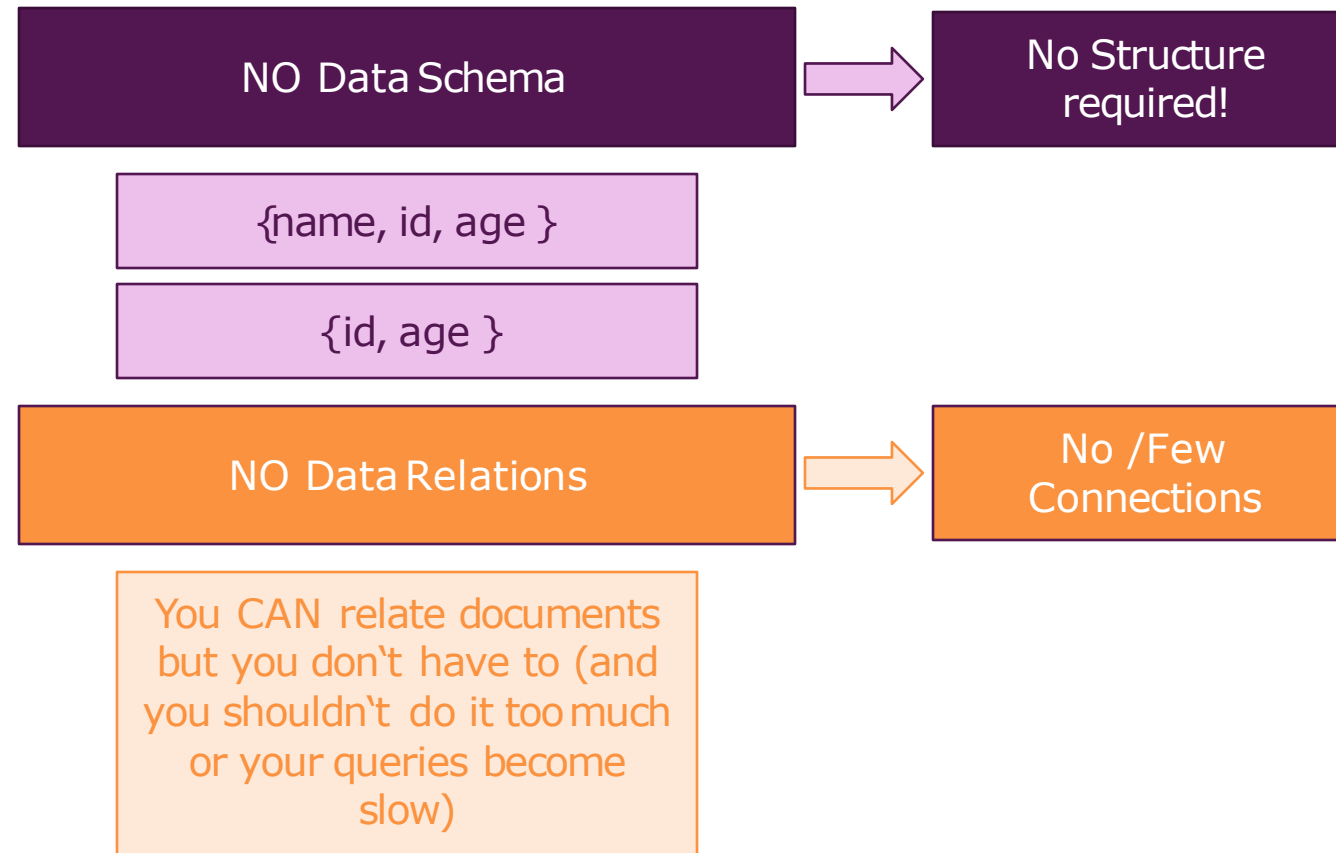 NO Data Schema
No Structure
required!
{name, id, age }
{id, age }
NO Data Relations
No /Few
Connections
You CAN relate documents
but you don‘t have to (and
you shouldn‘t do it too much
or your queries become
slow)